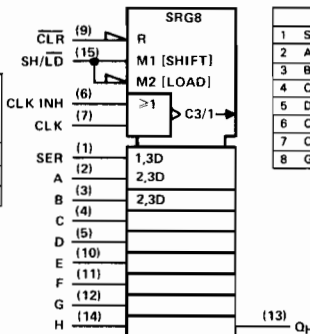 SRG8
CLR (9) R
SH/LD (15) M1 [SHIFT]
M2 [LOAD]
CLK INH (6) ≥1
CLK (7) C3/1
SER (1) 1,3D
A (2) 2,3D
B (3) 2,3D
C (4)
D (5)
E (10)
F (11)
G (12)
H (14) (13) QH
1 S
2 A
3 B
4 C
5 D
6 C
7 C
8 G